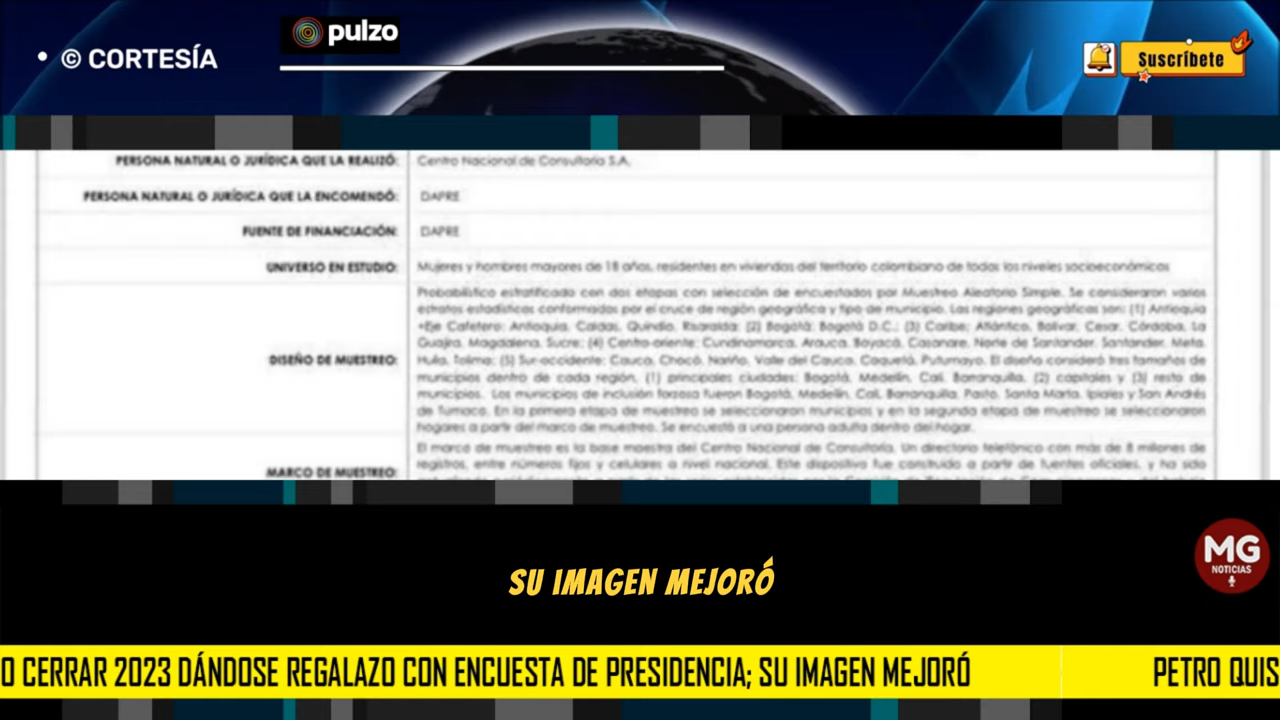 • © CORTESÍA
pulzo
Suscríbete
PERSONA NATURAL O JURÍDICA QUE LA REALIZÓ: Centro Nacional de Consultoría S.A.
PERSONA NATURAL O JURÍDICA QUE LA ENCOMENDÓ: DAPRE
FUENTE DE FINANCIACIÓN: DAPRE
UNIVERSO EN ESTUDIO: Mujeres y hombres mayores de 18 años, residentes en viviendas del territorio colombiano de todos los niveles socioeconómicos
Probabilístico estratificado con dos etapas con selección de encuestados por Muestreo Aleatorio Simple. Se consideraron varios
estratos estadísticos conformados por el cruce de región geográfica y tipo de municipio. Las regiones geográficas son: (1) Antioquia
+Eje Cafetero: Antioquia, Caldas, Quindío, Risaralda; (2) Bogotá: Bogotá D.C.; (3) Caribe: Atlántico, Bolívar, Cesar, Córdoba, La
Guajira, Magdalena, Sucre; (4) Centro-oriente: Cundinamarca, Arauca, Boyacá, Casanare, Norte de Santander, Santander, Meta,
DISEÑO DE MUESTREO: Huila, Tolima; (5) Sur-occidente: Cauca, Chocó, Nariño, Valle del Cauca, Caquetá, Putumayo. El diseño consideró tres tamaños de
municipios dentro de cada región, (1) principales ciudades: Bogotá, Medellín, Cali, Barranquilla, (2) capitales y (3) resto de
municipios. Los municipios de inclusión forzosa fueron Bogotá, Medellín, Cali, Barranquilla, Pasto, Santa Marta, Ipiales y San Andrés
de Tumaco. En la primera etapa de muestreo se seleccionaron municipios y en la segunda etapa de muestreo se seleccionaron
hogares a partir del marco de muestreo. Se encuestó a una persona adulta dentro del hogar.
El marco de muestreo es la base maestra del Centro Nacional de Consultoría. Un directorio telefónico con más de 8 millones de
MARCO DE MUESTREO: registros, entre números fijos y celulares a nivel nacional. Este dispositivo fue construido a partir de fuentes oficiales, y ha sido
MG
NOTICIAS
SU IMAGEN MEJORÓ
O CERRAR 2023 DÁNDOSE REGALAZO CON ENCUESTA DE PRESIDENCIA; SU IMAGEN MEJORÓ PETRO QUIS